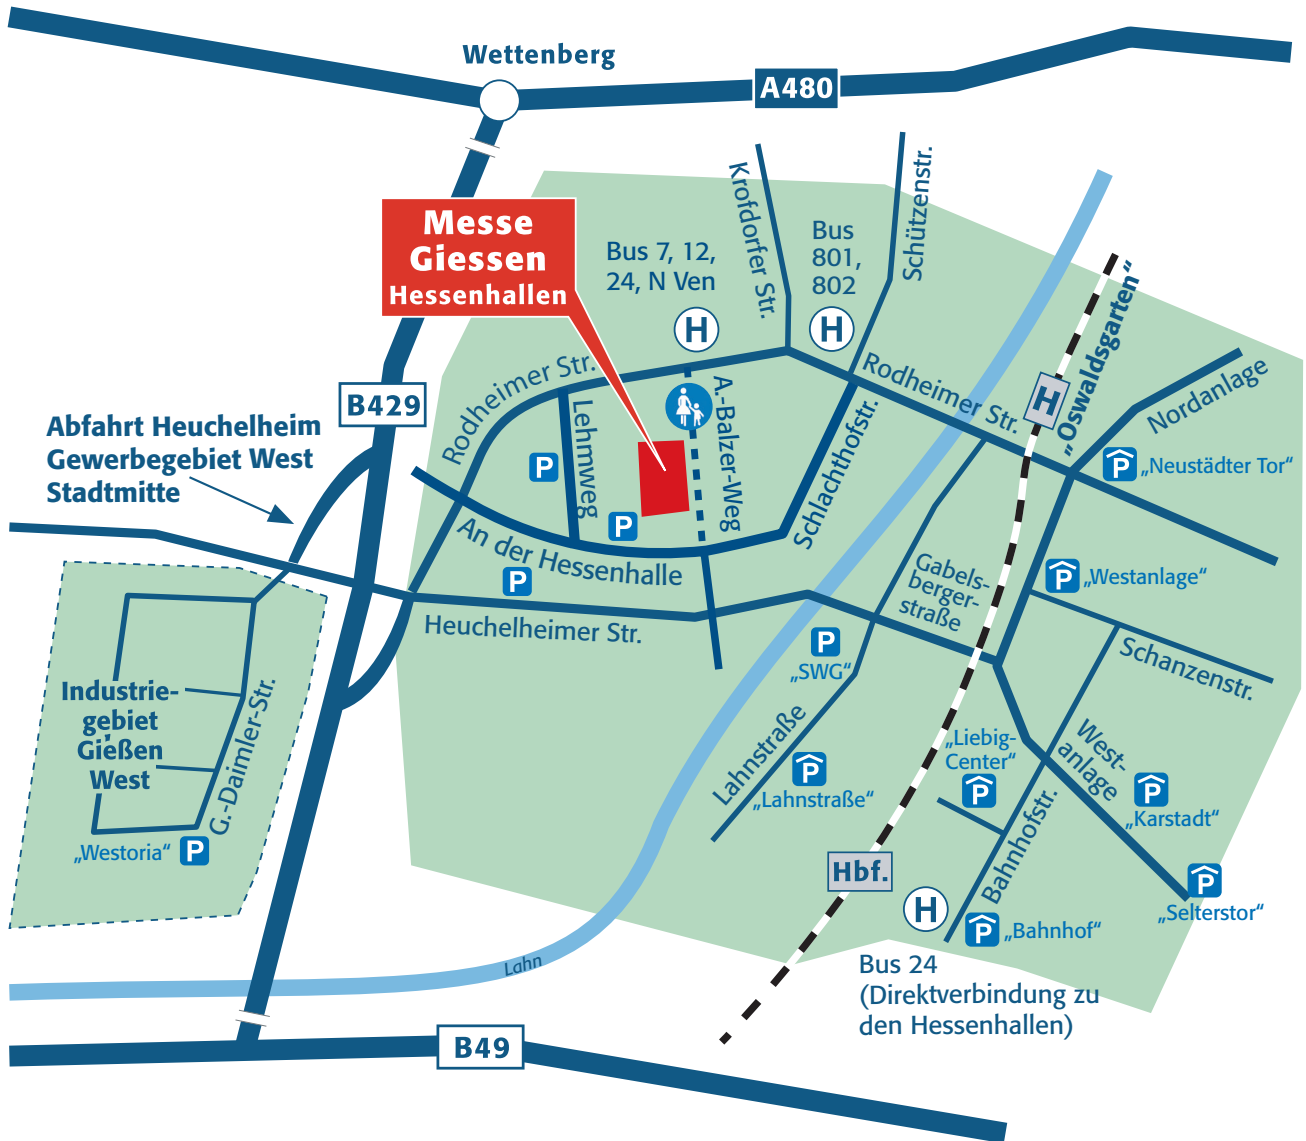 Wettenberg
A480
Messe
Giessen
Hessenhallen
Bus 7, 12,
24, N Ven
H
Krofdorfer Str.
Bus
801,
802
H
Schützenstr.
„Oswaldsgarten“
H
Rodheimer Str.
Rodheimer Str.
Nordanlage
P
„Neustädter Tor“
B429
Abfahrt Heuchelheim
Gewerbegebiet West
Stadtmitte
Lehmweg
A.-Balzer-Weg
Schlachthofstr.
P
P
An der Hessenhalle
P
Heuchelheimer Str.
Gabels-
berger-
straße
P
„Westanlage“
Schanzenstr.
P
„SWG“
Lahnstraße
P
„Lahnstraße“
„Liebig-
Center“
P
West-
anlage
P
„Karstadt“
Bahnhofstr.
P
„Selterstor“
Industrie-
gebiet
Gießen
West
G.-Daimler-Str.
„Westoria“
P
Hbf.
H
P
„Bahnhof“
Bus 24
(Direktverbindung zu
den Hessenhallen)
Lahn
B49